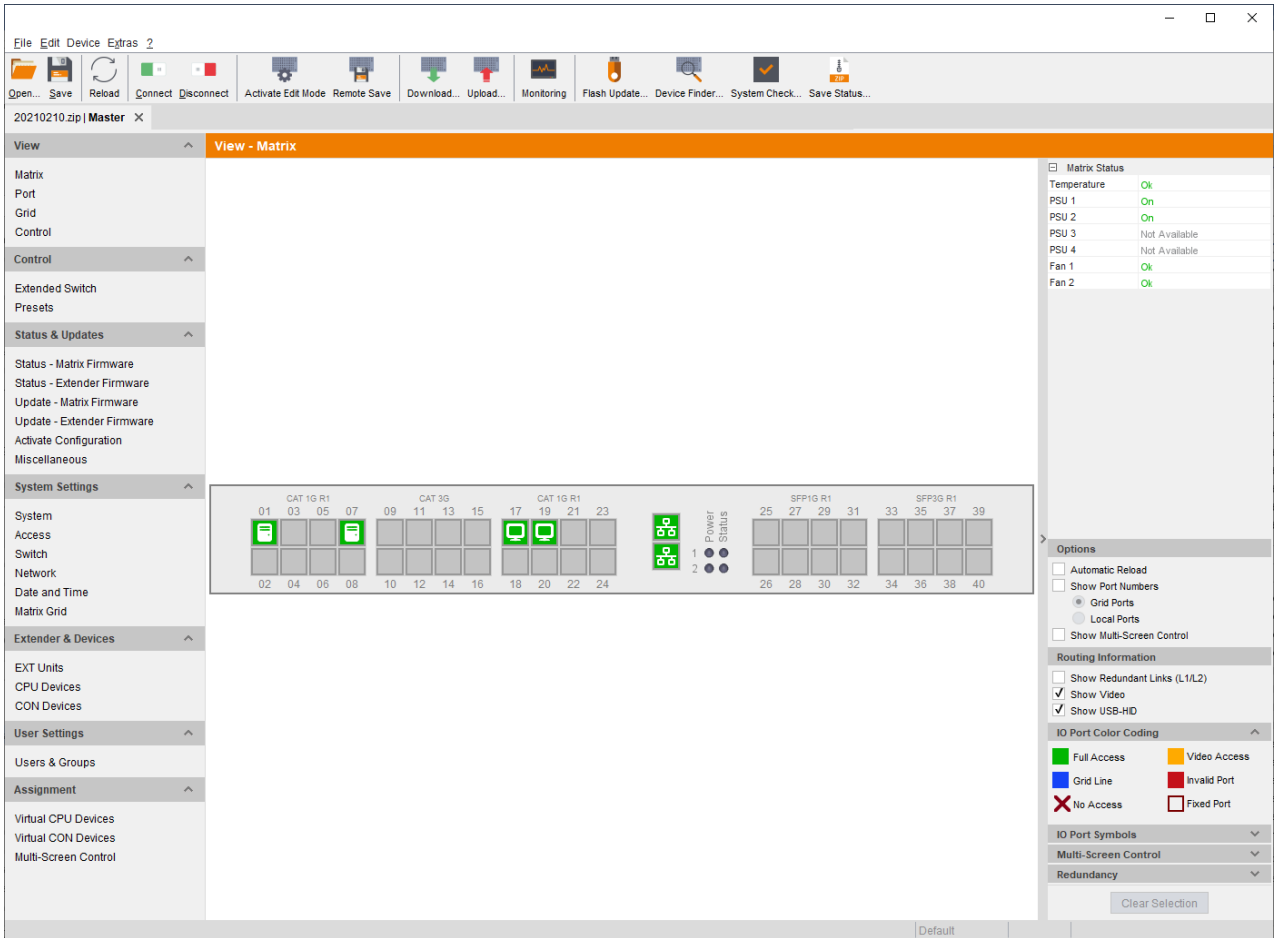 File Edit Device Extras ?
Open... Save Reload Connect Disconnect Activate Edit Mode Remote Save Download... Upload... Monitoring Flash Update... Device Finder... System Check... Save Status...
ZIP
20210210.zip | Master
View
Matrix
Port
Grid
Control
Control
Extended Switch
Presets
Status & Updates
Status - Matrix Firmware
Status - Extender Firmware
Update - Matrix Firmware
Update - Extender Firmware
Activate Configuration
Miscellaneous
System Settings
System
Access
Switch
Network
Date and Time
Matrix Grid
Extender & Devices
EXT Units
CPU Devices
CON Devices
User Settings
Users & Groups
Assignment
Virtual CPU Devices
Virtual CON Devices
Multi-Screen Control
View - Matrix
CAT 1G R1 CAT 3G CAT 1G R1 SFP1G R1 SFP3G R1
01 03 05 07 09 11 13 15 17 19 21 23 25 27 29 31 33 35 37 39
Power
Status
1
2
02 04 06 08 10 12 14 16 18 20 22 24 26 28 30 32 34 36 38 40
Matrix Status
Temperature Ok
PSU 1 On
PSU 2 On
PSU 3 Not Available
PSU 4 Not Available
Fan 1 Ok
Fan 2 Ok
Options
Automatic Reload
Show Port Numbers
Grid Ports
Local Ports
Show Multi-Screen Control
Routing Information
Show Redundant Links (L1/L2)
Show Video
Show USB-HID
IO Port Color Coding
Full Access Video Access
Grid Line Invalid Port
No Access Fixed Port
IO Port Symbols
Multi-Screen Control
Redundancy
Clear Selection
Default